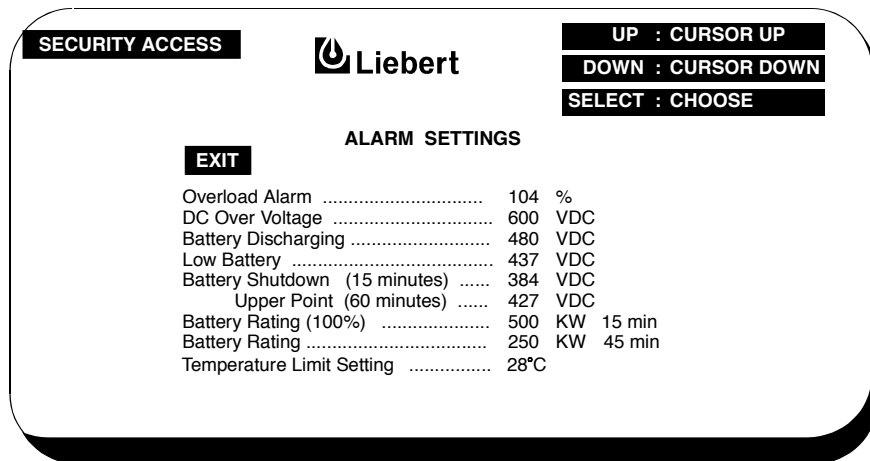 SECURITY ACCESS
Liebert
UP : CURSOR UP
DOWN : CURSOR DOWN
SELECT : CHOOSE
ALARM SETTINGS
EXIT
Overload Alarm ............................... 104 %
DC Over Voltage ............................... 600 VDC
Battery Discharging ........................... 480 VDC
Low Battery ....................................... 437 VDC
Battery Shutdown (15 minutes) ...... 384 VDC
Upper Point (60 minutes) ...... 427 VDC
Battery Rating (100%) ..................... 500 KW 15 min
Battery Rating ................................... 250 KW 45 min
Temperature Limit Setting ................ 28°C